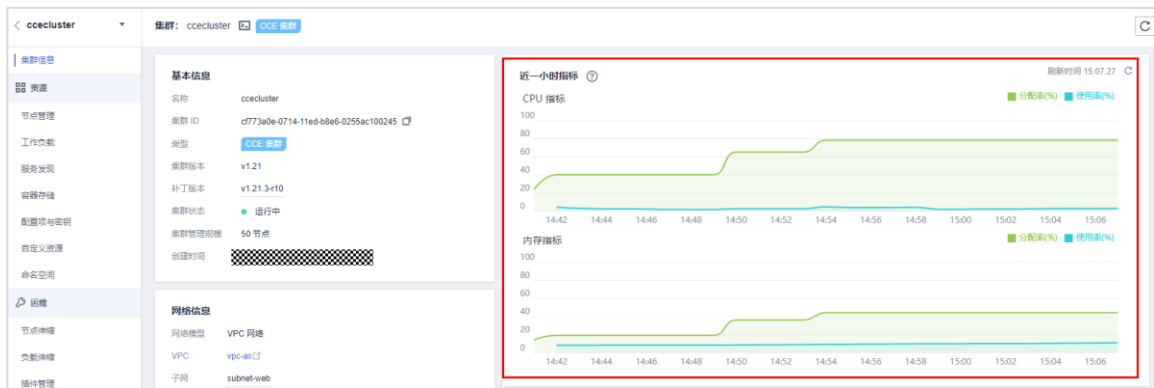 ccecluster
集群: ccecluster CCE 集群
集群信息
资源
节点管理
工作负载
服务发现
容器存储
配置项与密钥
自定义资源
命名空间
运维
节点伸缩
负载伸缩
插件管理
基本信息
名称 ccecluster
集群 ID cf773a0e-0714-11ed-b8e6-0255ac100245
类型 CCE 集群
集群版本 v1.21
补丁版本 v1.21.3-r10
集群状态 运行中
集群管理规模 50 节点
创建时间
网络信息
网络模型 VPC 网络
VPC vpc-as
子网 subnet-web
近一小时指标 刷新时间 15:07:27
CPU 指标 分配率(%) 使用率(%)
100
80
60
40
20
0
14:42 14:44 14:46 14:48 14:50 14:52 14:54 14:56 14:58 15:00 15:02 15:04 15:06
内存指标 分配率(%) 使用率(%)
100
80
60
40
20
0
14:42 14:44 14:46 14:48 14:50 14:52 14:54 14:56 14:58 15:00 15:02 15:04 15:06